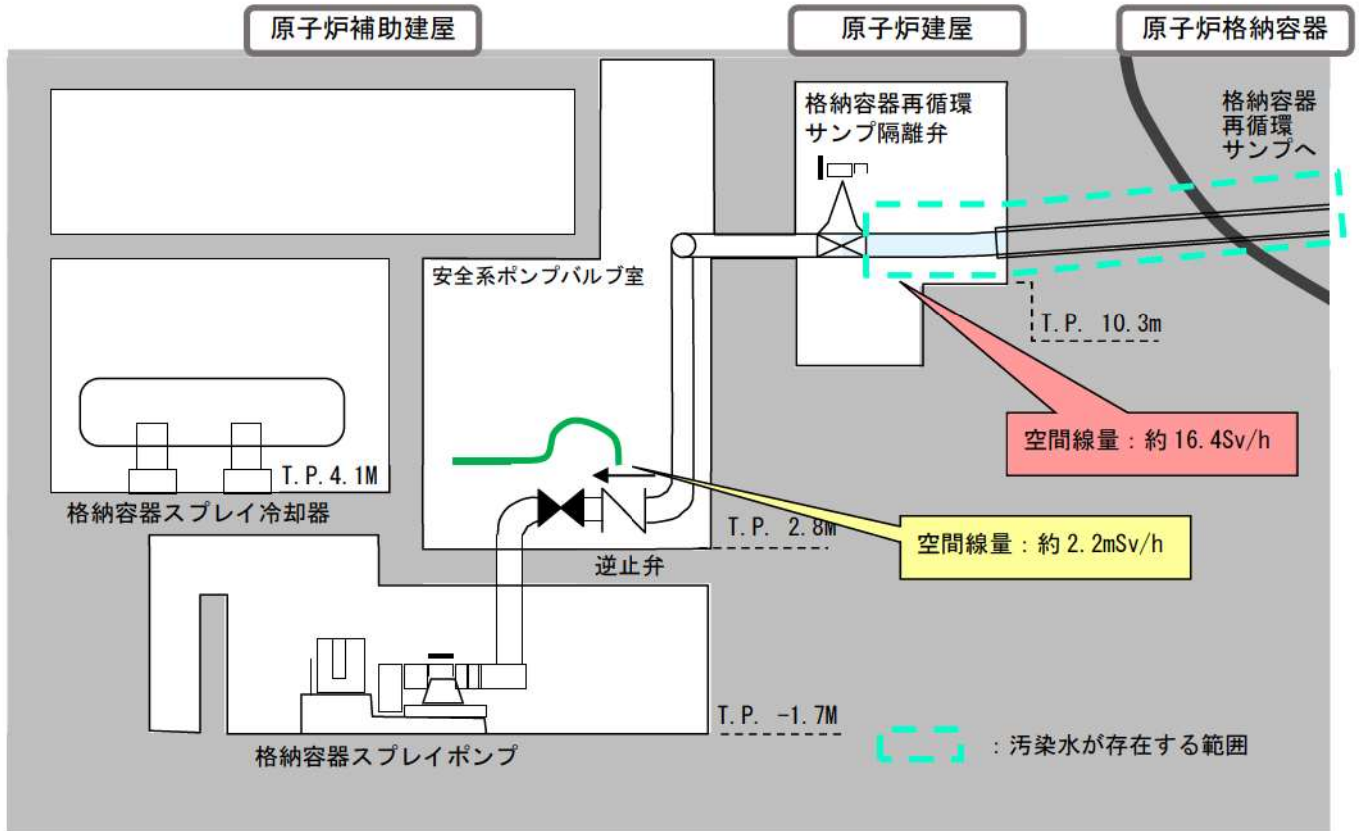 原子炉補助建屋
原子炉建屋
原子炉格納容器
格納容器再循環
サンプ隔離弁
格納容器
再循環
サンプへ
安全系ポンプバルブ室
T.P. 10.3m
空間線量：約 16.4Sv/h
T.P.4.1M
格納容器スプレイ冷却器
T.P. 2.8M
空間線量：約 2.2mSv/h
逆止弁
T.P. -1.7M
格納容器スプレイポンプ
：汚染水が存在する範囲